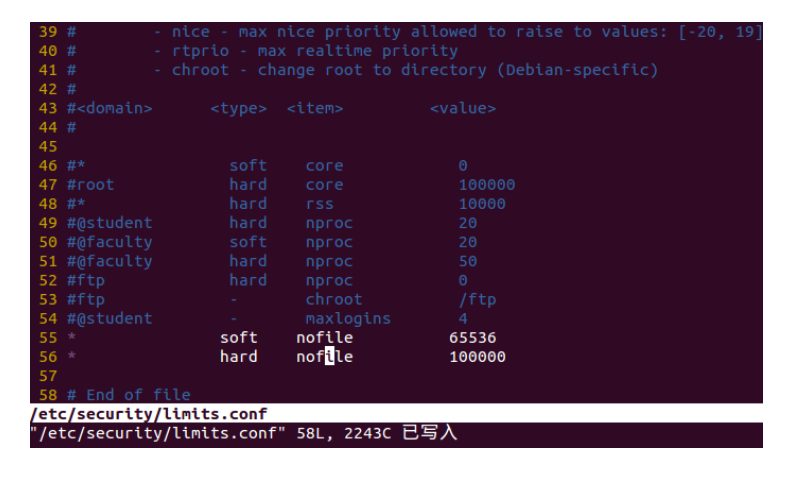 39 #        - nice - max nice priority allowed to raise to values: [-20, 19]
40 #        - rtprio - max realtime priority
41 #        - chroot - change root to directory (Debian-specific)
42 #
43 #<domain>      <type>  <item>         <value>
44 #
45
46 #*               soft    core            0
47 #root            hard    core            100000
48 #*               hard    rss             10000
49 #@student        hard    nproc           20
50 #@faculty        soft    nproc           20
51 #@faculty        hard    nproc           50
52 #ftp             hard    nproc           0
53 #ftp             -       chroot          /ftp
54 #@student        -       maxlogins       4
55 *               soft    nofile          65536
56 *               hard    nofile          100000
57
58 # End of file
/etc/security/limits.conf
"/etc/security/limits.conf" 58L, 2243C 已写入